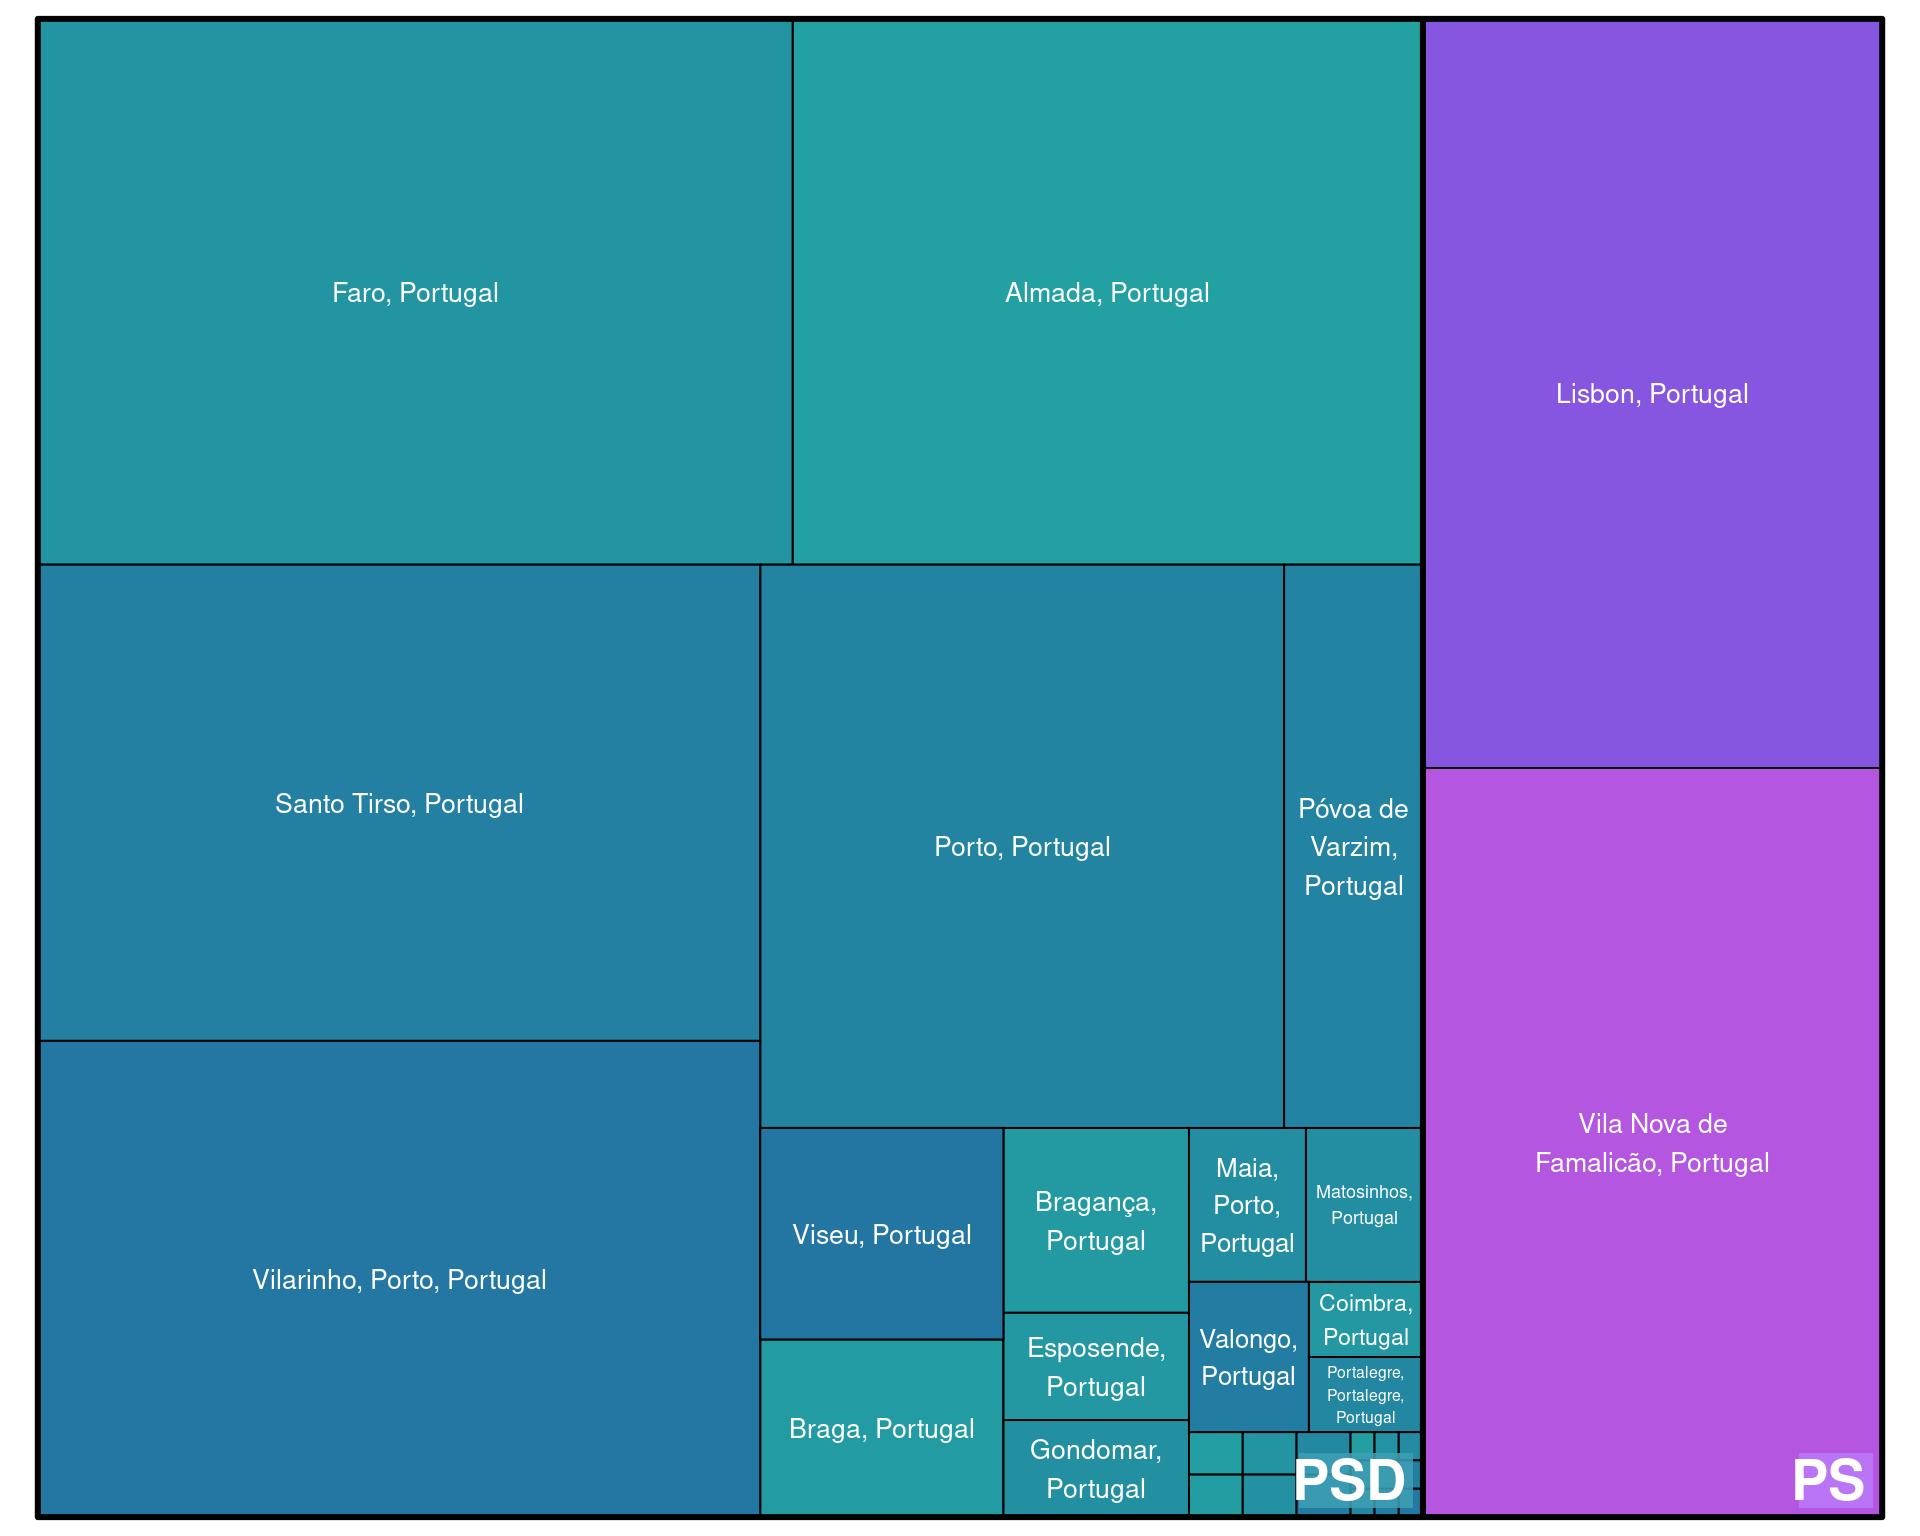 Faro, Portugal
Almada, Portugal
Lisbon, Portugal
Santo Tirso, Portugal
Porto, Portugal
Póvoa de
Varzim,
Portugal
Vilarinho, Porto, Portugal
Viseu, Portugal
Braga, Portugal
Bragança,
Portugal
Esposende,
Portugal
Gondomar,
Portugal
Maia,
Porto,
Portugal
Matosinhos,
Portugal
Valongo,
Portugal
Coimbra,
Portugal
Portalegre,
Portalegre,
Portugal
PSD
Vila Nova de
Famalicão, Portugal
PS